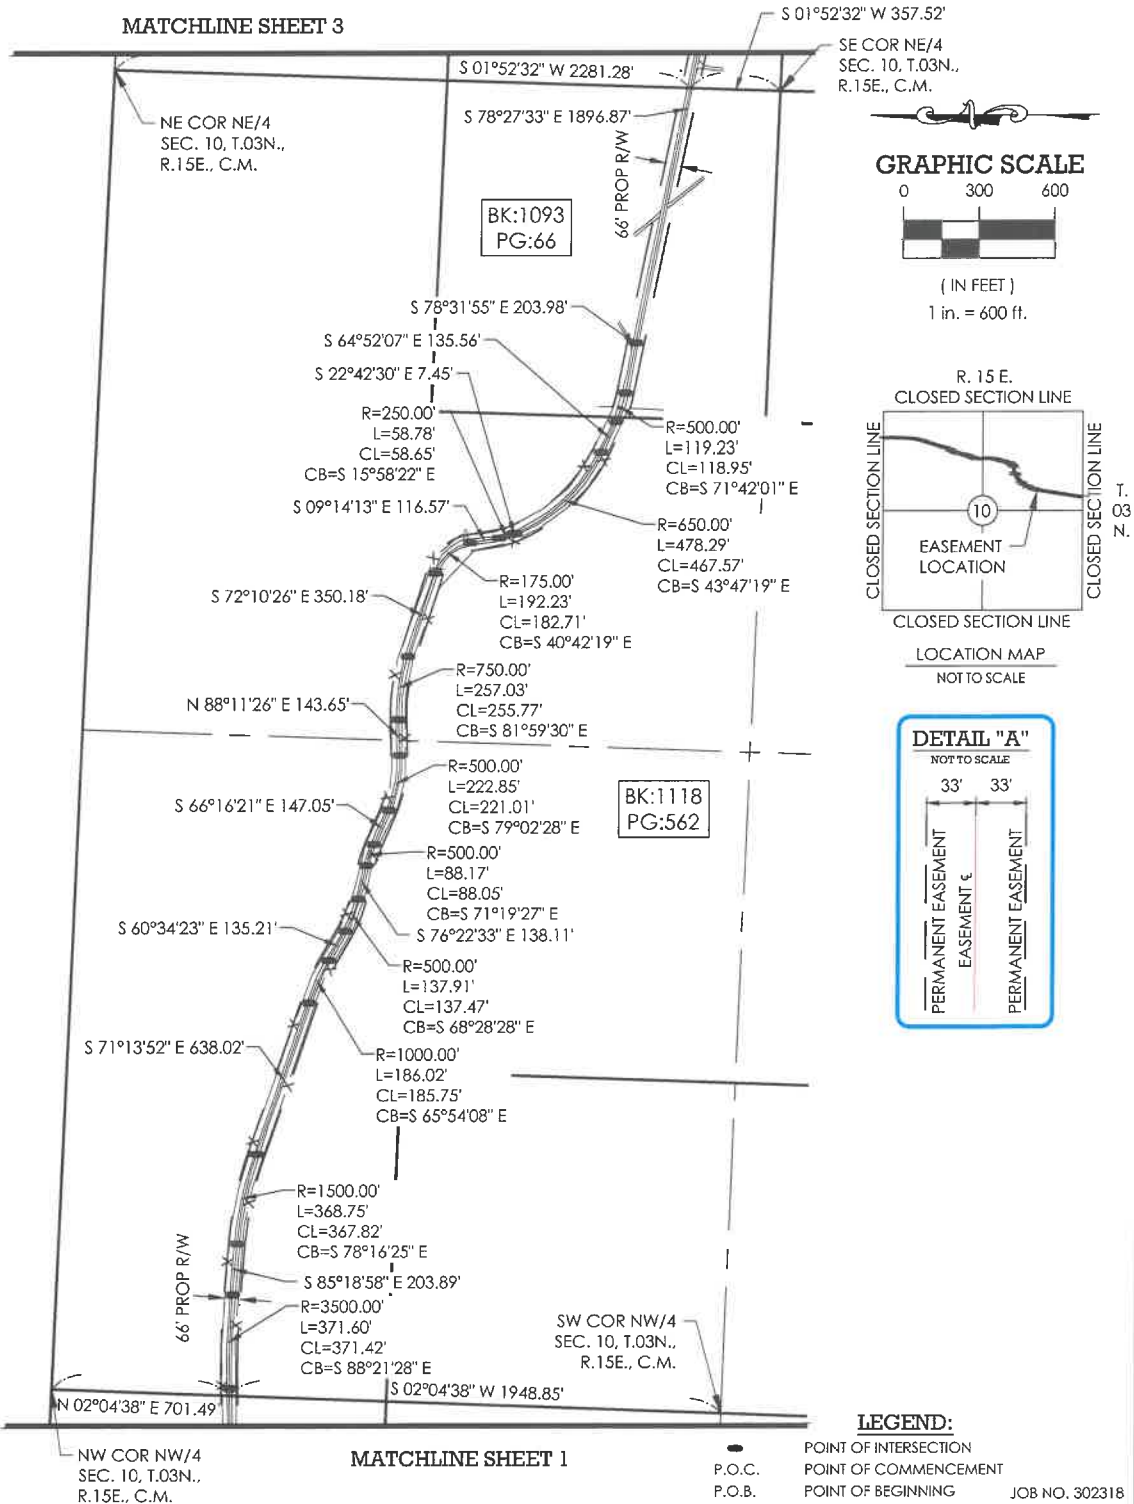 MATCHLINE SHEET 3
S 01°52'32" W 357.52'
SE COR NE/4
SEC. 10, T.03N.,
R.15E., C.M.
S 01°52'32" W 2281.28'
NE COR NE/4
SEC. 10, T.03N.,
R.15E., C.M.
S 78°27'33" E 1896.87'
66' PROP R/W
BK:1093
PG:66
GRAPHIC SCALE
0 300 600
( IN FEET )
1 in. = 600 ft.
S 78°31'55" E 203.98'
S 64°52'07" E 135.56'
S 22°42'30" E 7.45'
R=250.00'
L=58.78'
CL=58.65'
CB=S 15°58'22" E
S 09°14'13" E 116.57'
R=500.00'
L=119.23'
CL=118.95'
CB=S 71°42'01" E
R=650.00'
L=478.29'
CL=467.57'
CB=S 43°47'19" E
R. 15 E.
CLOSED SECTION LINE
CLOSED SECTION LINE
CLOSED SECTION LINE
T.
03
N.
10
EASEMENT
LOCATION
CLOSED SECTION LINE
LOCATION MAP
NOT TO SCALE
S 72°10'26" E 350.18'
R=175.00'
L=192.23'
CL=182.71'
CB=S 40°42'19" E
R=750.00'
L=257.03'
CL=255.77'
CB=S 81°59'30" E
N 88°11'26" E 143.65'
R=500.00'
L=222.85'
CL=221.01'
CB=S 79°02'28" E
S 66°16'21" E 147.05'
BK:1118
PG:562
R=500.00'
L=88.17'
CL=88.05'
CB=S 71°19'27" E
S 76°22'33" E 138.11'
S 60°34'23" E 135.21'
R=500.00'
L=137.91'
CL=137.47'
CB=S 68°28'28" E
DETAIL "A"
NOT TO SCALE
33' 33'
PERMANENT EASEMENT
EASEMENT ℄
PERMANENT EASEMENT
S 71°13'52" E 638.02'
R=1000.00'
L=186.02'
CL=185.75'
CB=S 65°54'08" E
R=1500.00'
L=368.75'
CL=367.82'
CB=S 78°16'25" E
66' PROP R/W
S 85°18'58" E 203.89'
R=3500.00'
L=371.60'
CL=371.42'
CB=S 88°21'28" E
SW COR NW/4
SEC. 10, T.03N.,
R.15E., C.M.
S 02°04'38" W 1948.85'
N 02°04'38" E 701.49'
NW COR NW/4
SEC. 10, T.03N.,
R.15E., C.M.
MATCHLINE SHEET 1
LEGEND:
POINT OF INTERSECTION
P.O.C. POINT OF COMMENCEMENT
P.O.B. POINT OF BEGINNING
JOB NO. 302318